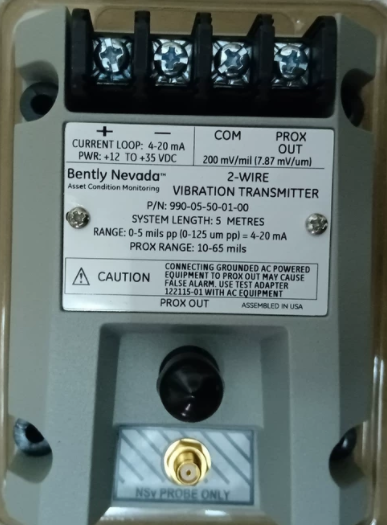 + -
CURRENT LOOP: 4-20 mA
PWR: +12 TO +35 VDC
COM PROX
OUT
200 mV/mil (7.87 mV/um)
Bently Nevada™
Asset Condition Monitoring
2-WIRE
VIBRATION TRANSMITTER
P/N: 990-05-50-01-00
SYSTEM LENGTH: 5 METRES
RANGE: 0-5 mils pp (0-125 um pp) = 4-20 mA
PROX RANGE: 10-65 mils
CAUTION
CONNECTING GROUNDED AC POWERED
EQUIPMENT TO PROX OUT MAY CAUSE
FALSE ALARM. USE TEST ADAPTER
122115-01 WITH AC EQUIPMENT
PROX OUT
ASSEMBLED IN USA
NSv PROBE ONLY